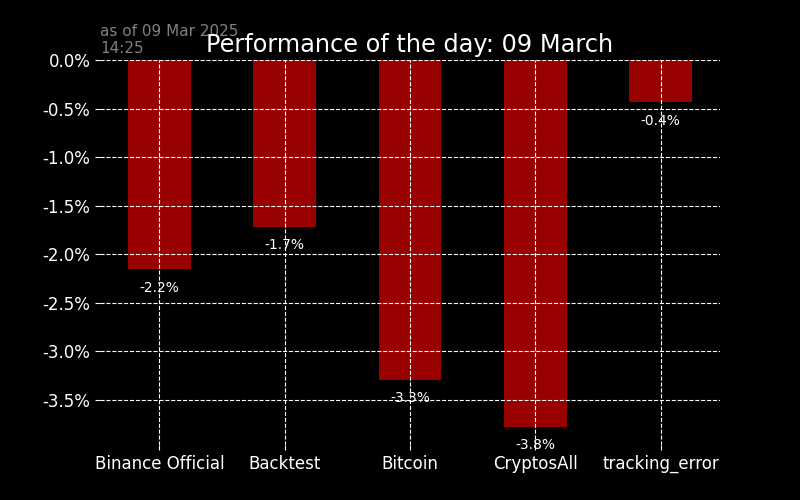 as of 09 Mar 2025
14:25
Performance of the day: 09 March
0.0%
-0.5%
-1.0%
-1.5%
-2.0%
-2.5%
-3.0%
-3.5%
-2.2%
-1.7%
-3.3%
-3.8%
-0.4%
Binance Official
Backtest
Bitcoin
CryptosAll
tracking_error